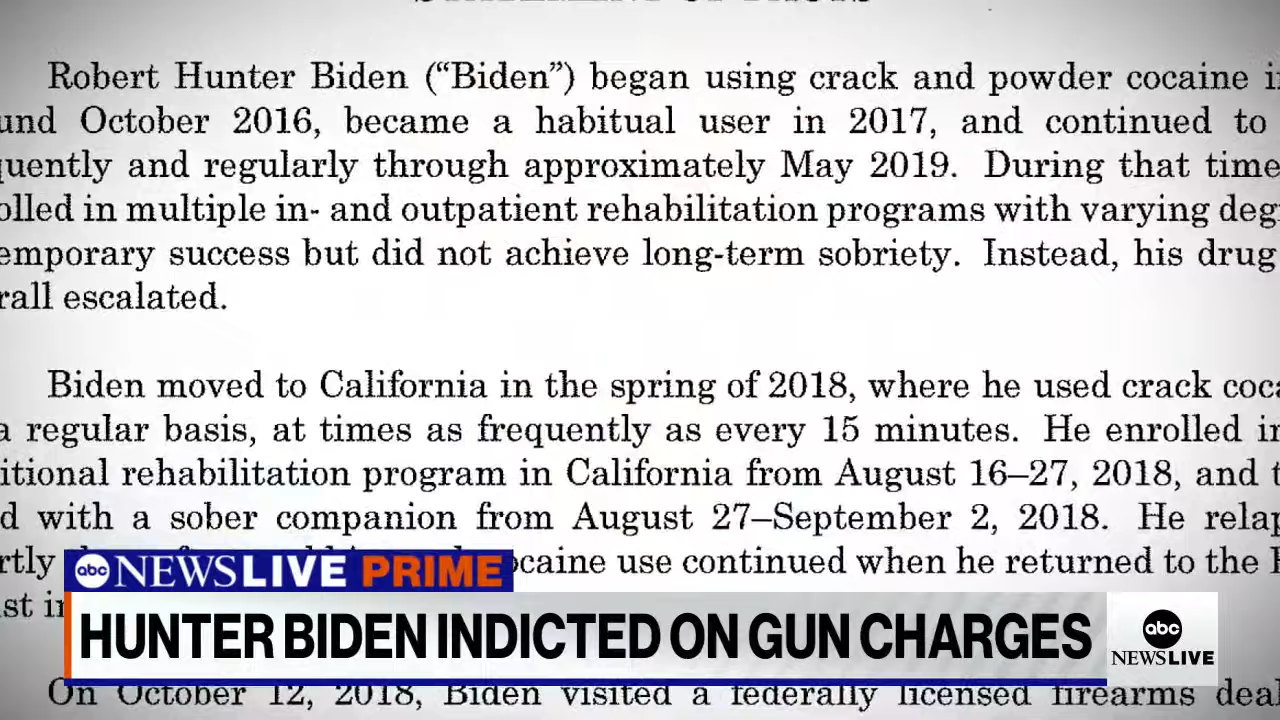 Robert Hunter Biden (“Biden”) began using crack and powder cocaine
October 2016, became a habitual user in 2017, and continued to
quently and regularly through approximately May 2019. During that time
olled in multiple in- and outpatient rehabilitation programs with varying deg
emporary success but did not achieve long-term sobriety. Instead, his drug
rall escalated.
Biden moved to California in the spring of 2018, where he used crack coca
a regular basis, at times as frequently as every 15 minutes. He enrolled
itional rehabilitation program in California from August 16–27, 2018, and
d with a sober companion from August 27–September 2, 2018. He relap
rtly ocaine use continued when he returned to the
st in
abc NEWS LIVE PRIME
HUNTER BIDEN INDICTED ON GUN CHARGES
abc
NEWS LIVE
On October 12, 2018, Biden visited a federally licensed firearms deal